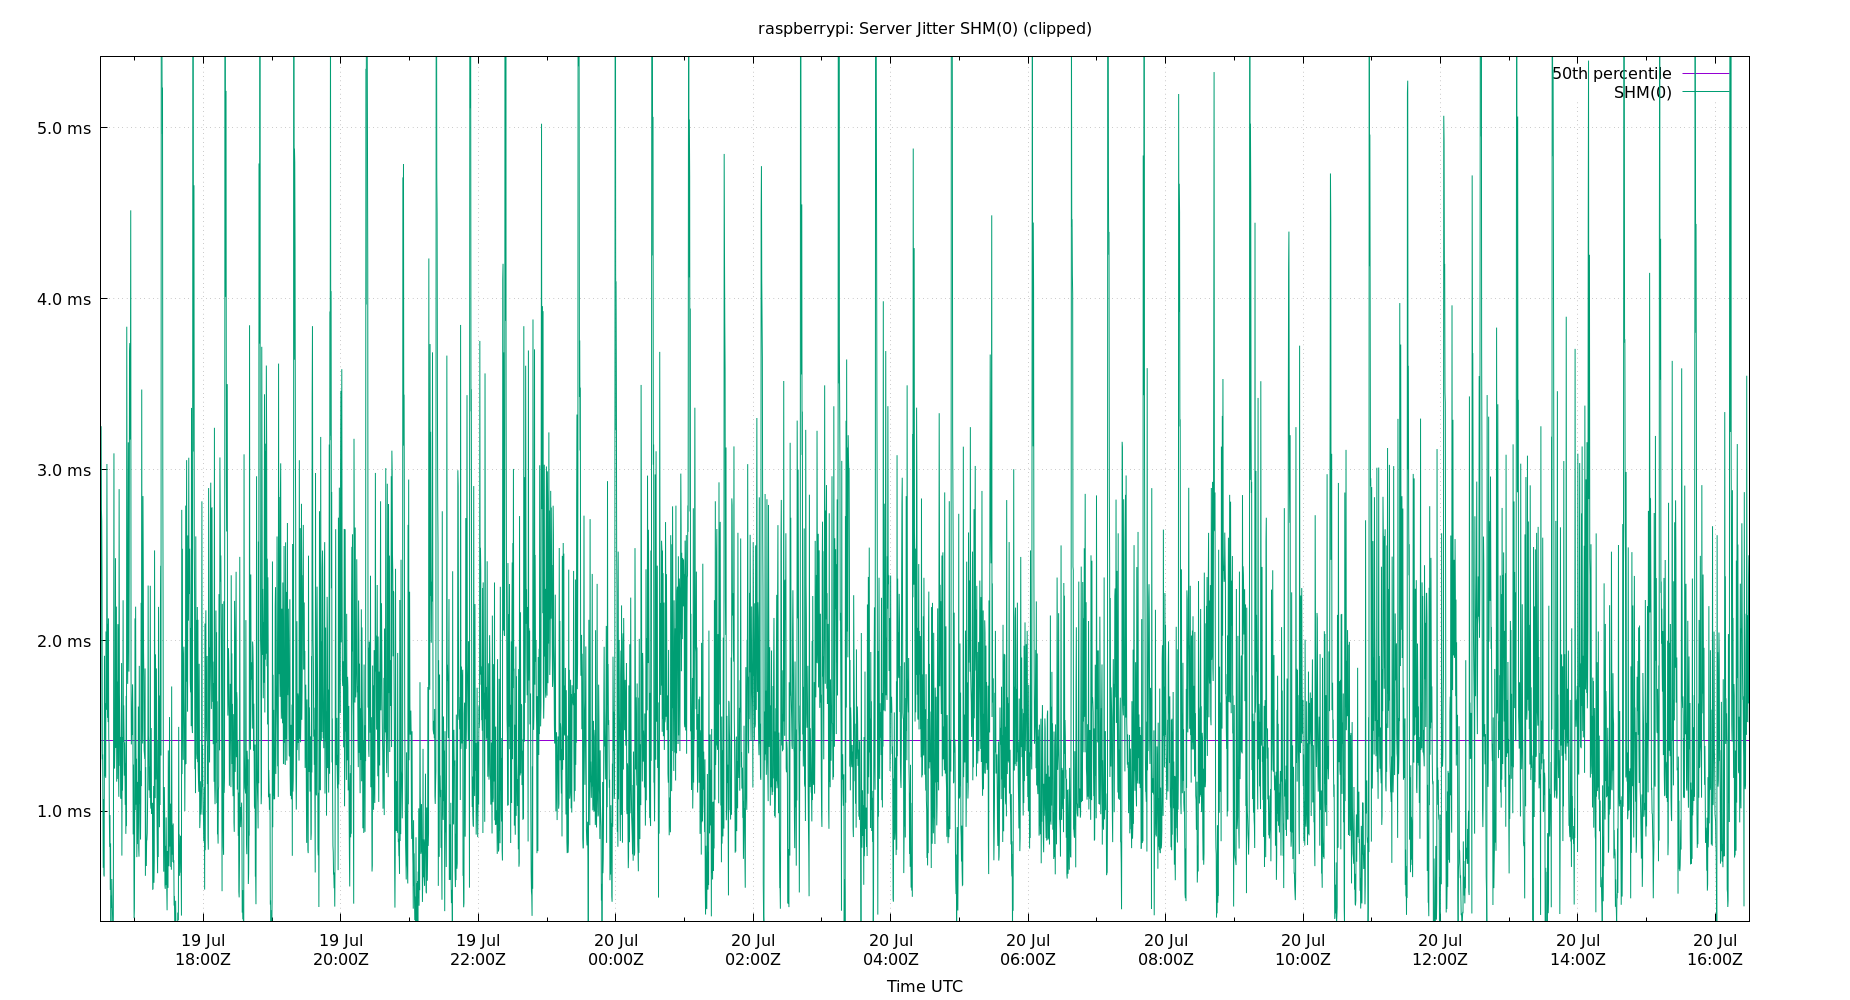 raspberrypi: Server Jitter SHM(0) (clipped)
50th percentile
SHM(0)
5.0 ms
4.0 ms
3.0 ms
2.0 ms
1.0 ms
19 Jul 19 Jul 19 Jul 20 Jul 20 Jul 20 Jul 20 Jul 20 Jul 20 Jul 20 Jul 20 Jul 20 Jul
18:00Z 20:00Z 22:00Z 00:00Z 02:00Z 04:00Z 06:00Z 08:00Z 10:00Z 12:00Z 14:00Z 16:00Z
Time UTC